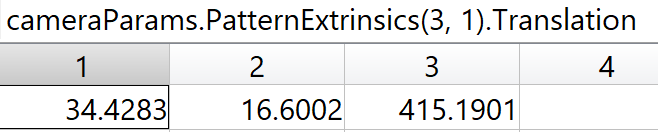 cameraParams.PatternExtrinsics(3, 1).Translation
1 2 3 4
34.4283 16.6002 415.1901